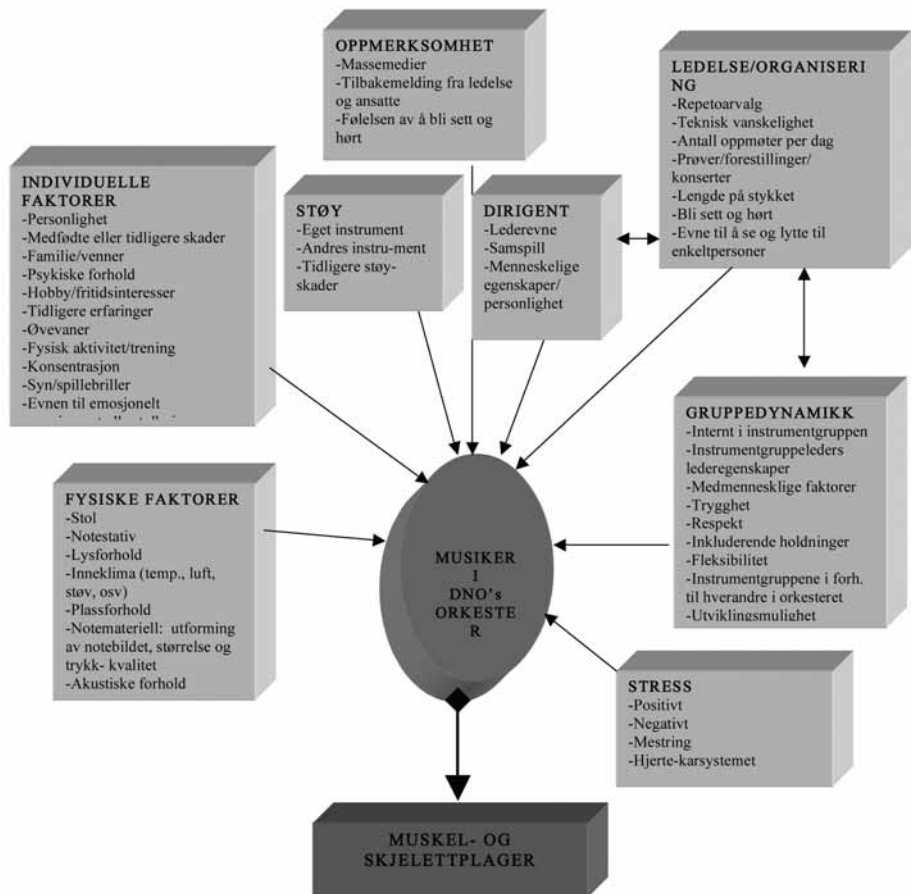 OPPMERKSOMHET
-Massemedier
-Tilbakemelding fra ledelse
og ansatte
-Følelsen av å bli sett og
hørt
LEDELSE/ORGANISERI
NG
-Repetoarvalg
-Teknisk vanskelighet
-Antall oppmøter per dag
-Prøver/forestillinger/
konserter
-Lengde på stykket
-Bli sett og hørt
-Evne til å se og lytte til
enkeltpersoner
INDIVIDUELLE
FAKTORER
-Personlighet
-Medfødte eller tidligere skader
-Familie/venner
-Psykiske forhold
-Hobby/fritidsinteresser
-Tidligere erfaringer
-Øvevaner
-Fysisk aktivitet/trening
-Konsentrasjon
-Syn/spillebriller
-Evnen til emosjonelt
STØY
-Eget instrument
-Andres instru-ment
-Tidligere støy-
skader
DIRIGENT
-Lederevne
-Samspill
-Menneskelige
egenskaper/
personlighet
GRUPPEDYNAMIKK
-Internt i instrumentgruppen
-Instrumentgruppeleders
lederegenskaper
-Medmennesklige faktorer
-Trygghet
-Respekt
-Inkluderende holdninger
-Fleksibilitet
-Instrumentgruppene i forh.
til hverandre i orkesteret
-Utviklingsmulighet
FYSISKE FAKTORER
-Stol
-Notestativ
-Lysforhold
-Inneklima (temp., luft,
støv, osv)
-Plassforhold
-Notemateriell: utforming
av notebildet, størrelse og
trykk- kvalitet
-Akustiske forhold
MUSIKER
I
DNO's
ORKESTE
R
STRESS
-Positivt
-Negativt
-Mestring
-Hjerte-karsystemet
MUSKEL- OG
SKJELETTPLAGER